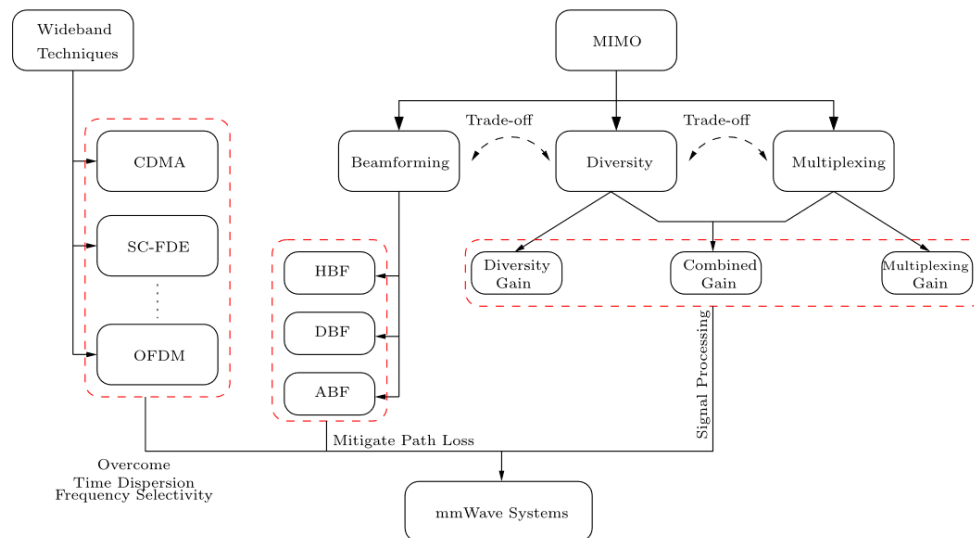 Wideband
Techniques
MIMO
Trade-off
Trade-off
CDMA
Beamforming
Diversity
Multiplexing
SC-FDE
HBF
Diversity
Gain
Combined
Gain
Multiplexing
Gain
DBF
OFDM
ABF
Signal Processing
Mitigate Path Loss
Overcome
Time Dispersion
Frequency Selectivity
mmWave Systems